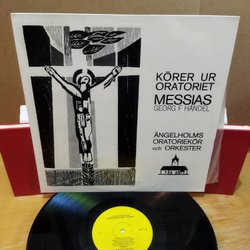 KÖRER UR
ORATORIET
MESSIAS
GEORG F HÄNDEL
ÄNGELHOLMS
ORATORIEKÖR
och ORKESTER